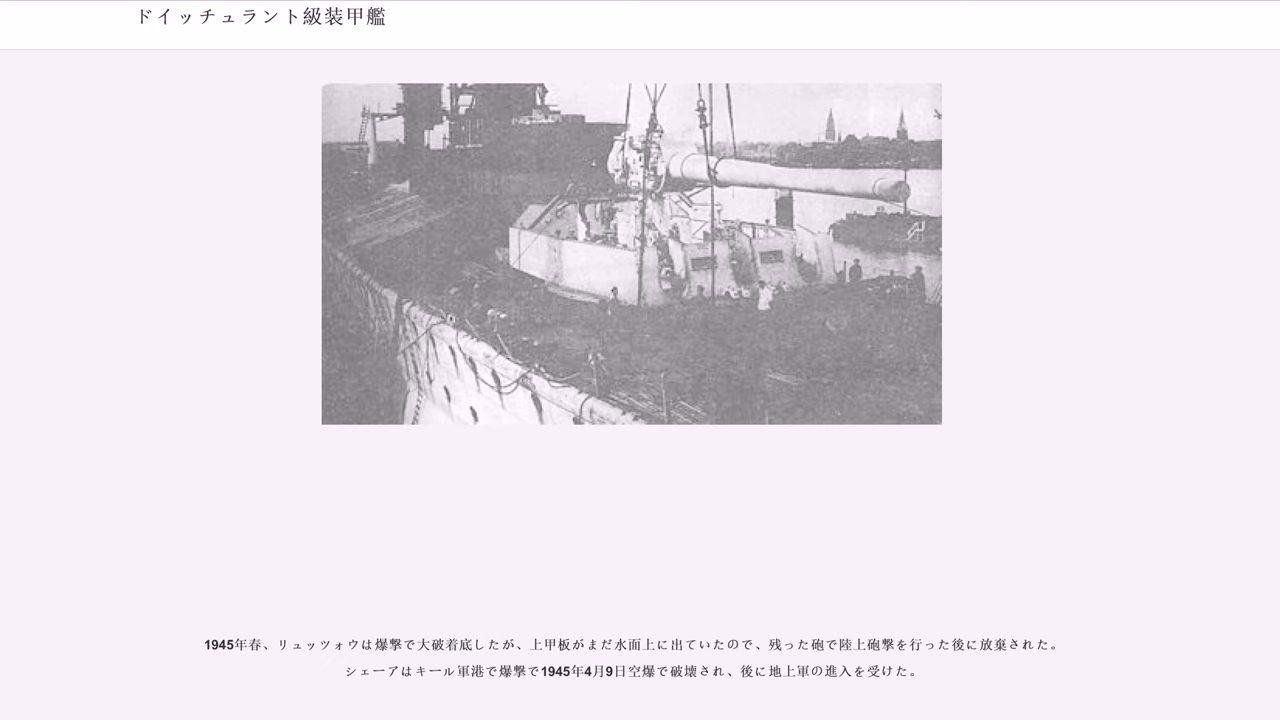 ドイッチュラント級装甲艦
1945年春、リュッツォウは爆撃で大破着底したが、上甲板がまだ水面上に出ていたので、残った砲で陸上砲撃を行った後に放棄された。
シェーアはキール軍港で爆撃で1945年4月9日空爆で破壊され、後に地上軍の進入を受けた。